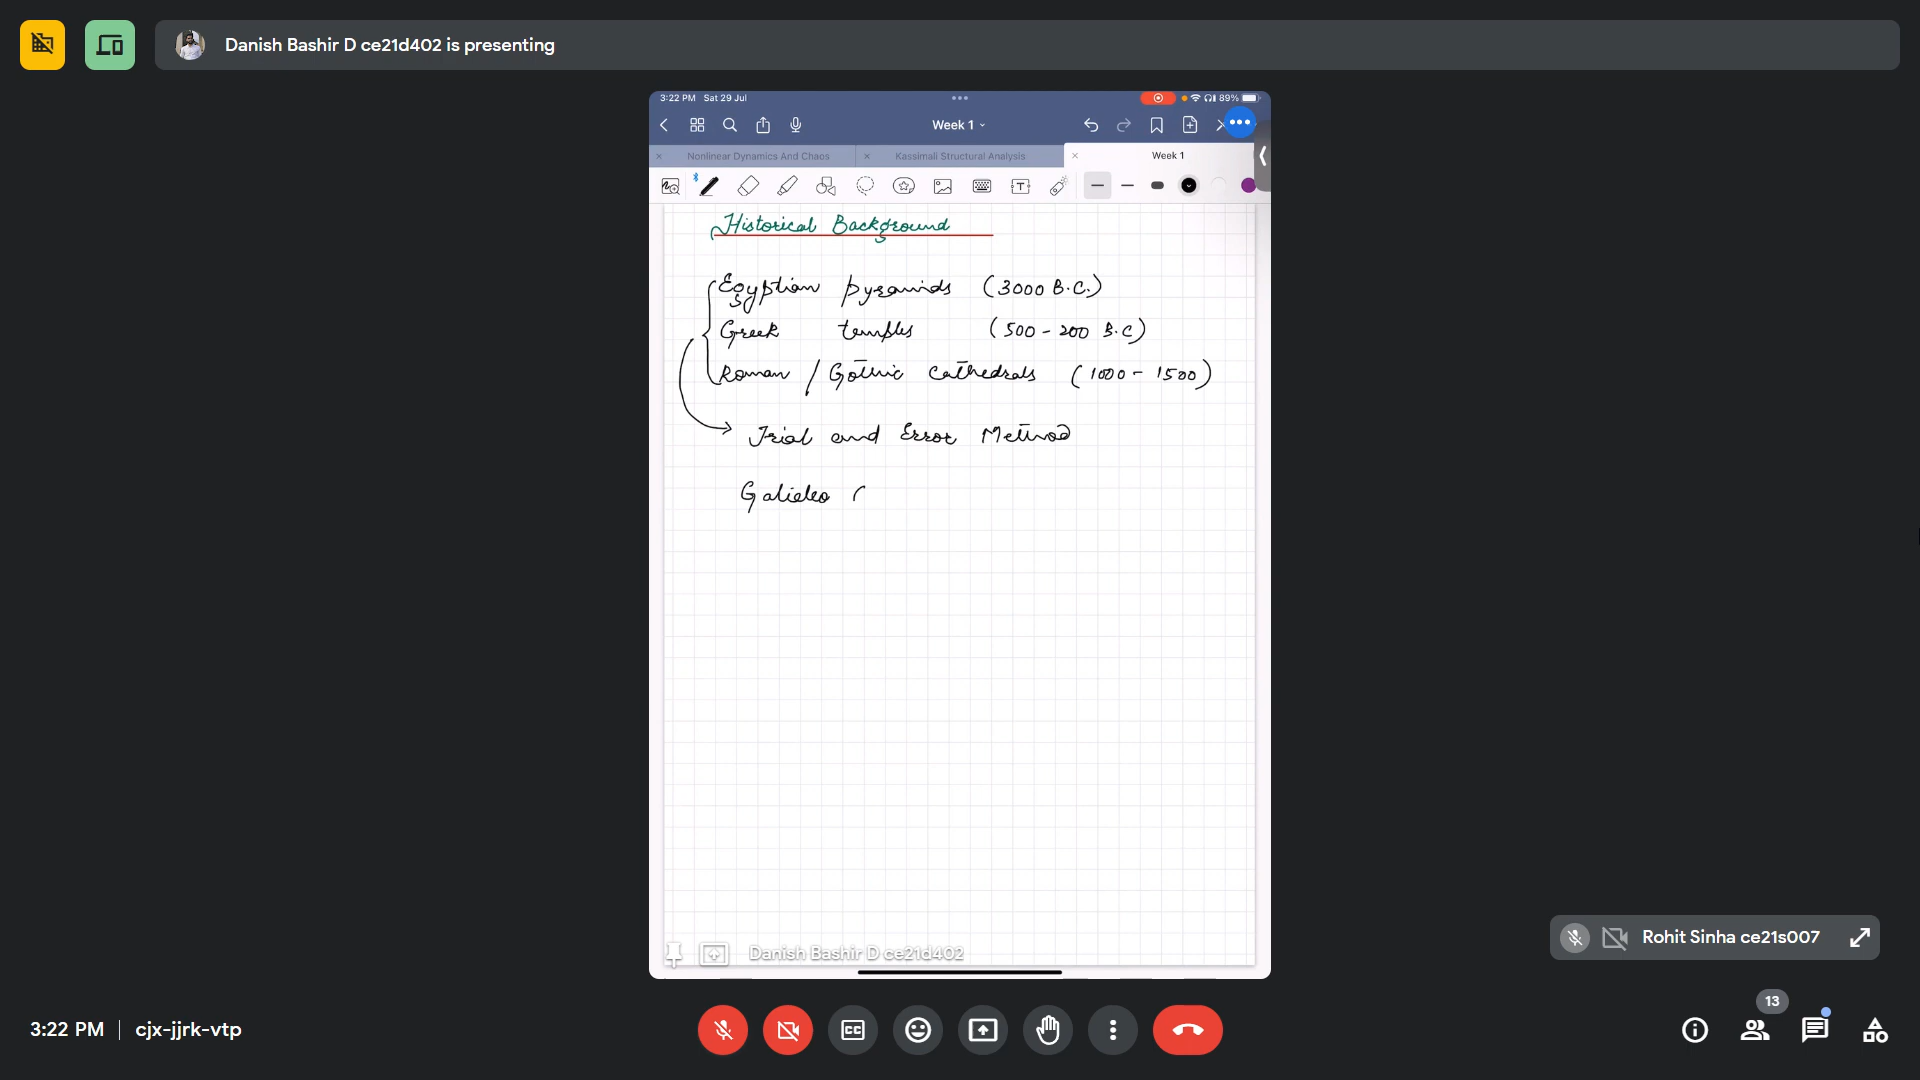 Danish Bashir D ce21d402 is presenting
3:22 PM Sat 29 Jul
89%
Week 1
Nonlinear Dynamics And Chaos
Kassimali Structural Analysis
Week 1
Historical Background
Egyptian pyramids (3000 B.C.)
Greek temples (500 - 200 B.C)
Roman / Gothic Cathedrals (1000 - 1500)
Trial and Error Method
Galieleo (
Danish Bashir D ce21d402
Rohit Sinha ce21s007
13
3:22 PM | cjx-jjrk-vtp